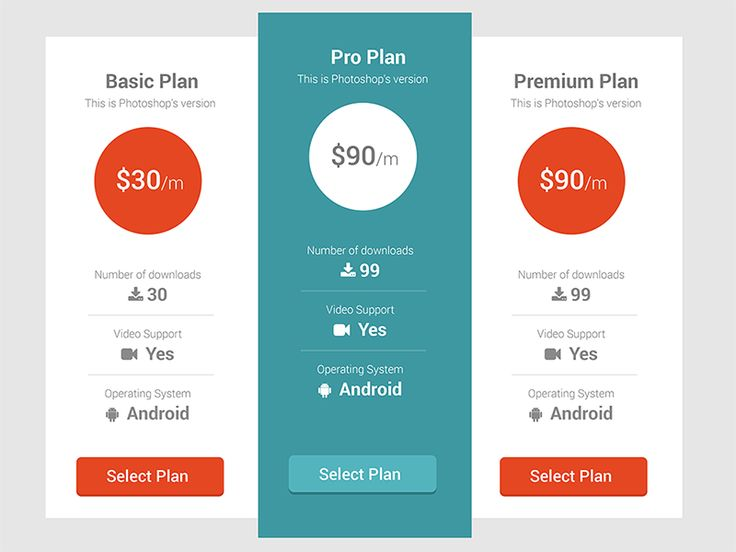 Basic Plan
This is Photoshop's version
$30/m
Number of downloads
30
Video Support
Yes
Operating System
Android
Select Plan
Pro Plan
This is Photoshop's version
$90/m
Number of downloads
99
Video Support
Yes
Operating System
Android
Select Plan
Premium Plan
This is Photoshop's version
$90/m
Number of downloads
99
Video Support
Yes
Operating System
Android
Select Plan